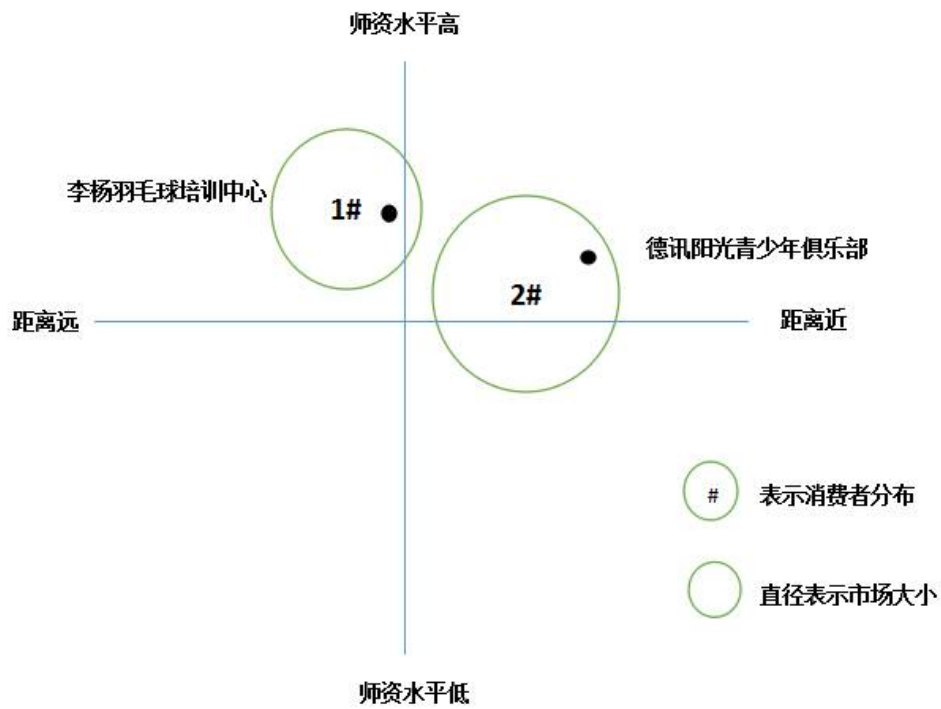 师资水平高
李杨羽毛球培训中心
1#
德讯阳光青少年俱乐部
2#
距离远
距离近
# 表示消费者分布
直径表示市场大小
师资水平低